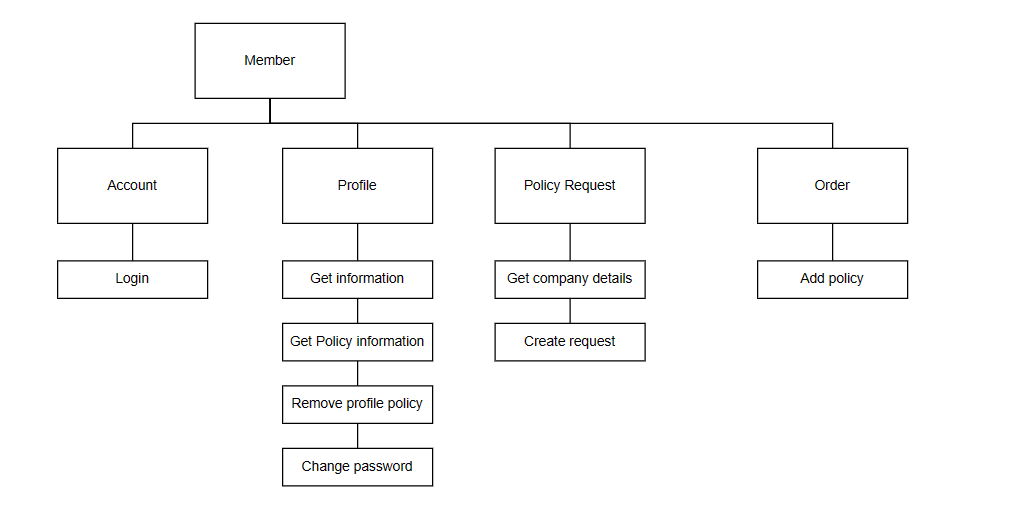 Member
Account
Profile
Policy Request
Order
Login
Get information
Get company details
Add policy
Get Policy information
Create request
Remove profile policy
Change password